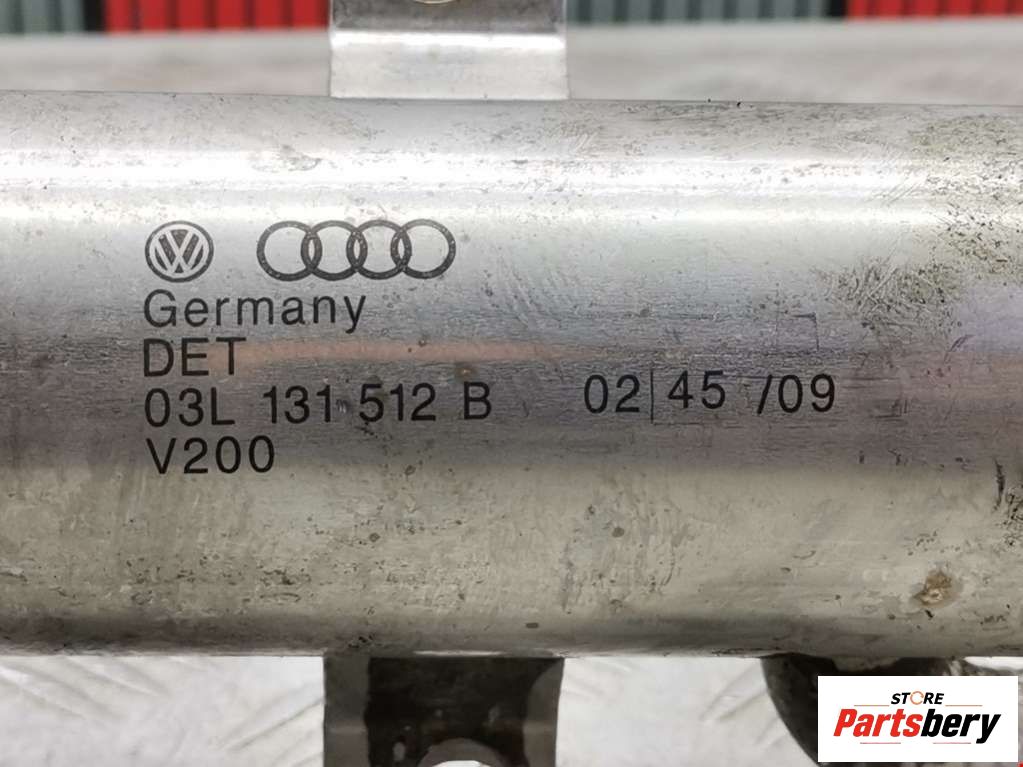 Germany
DET
03L 131 512 B 02|45 /09
V200
STORE
Partsbery